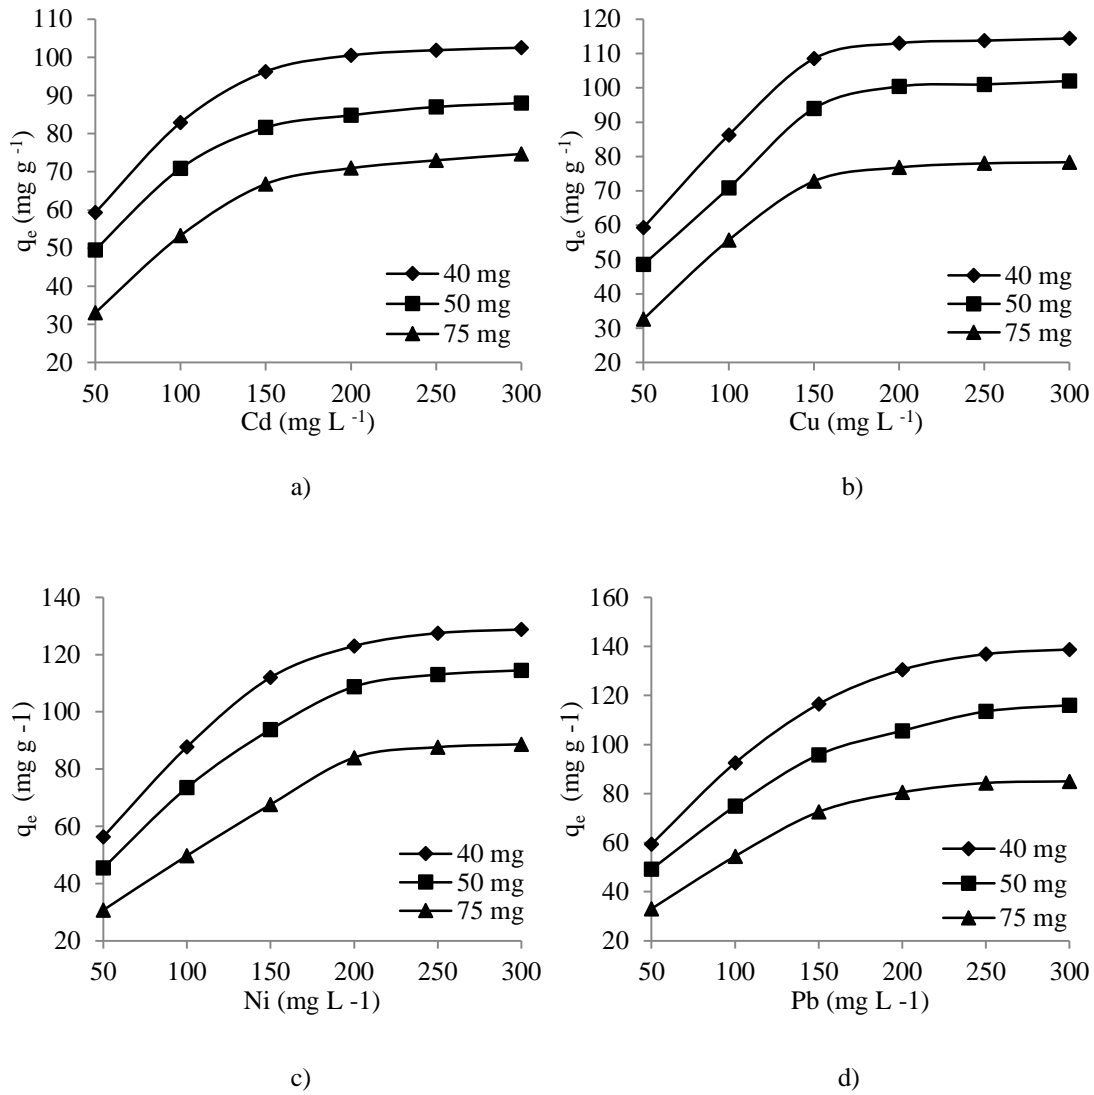 110
100
90
80
70
60
50
40
30
20
qe (mg g -1)
40 mg
50 mg
75 mg
50 100 150 200 250 300
Cd (mg L -1)
a)
120
110
100
90
80
70
60
50
40
30
20
qe (mg g -1)
40 mg
50 mg
75 mg
50 100 150 200 250 300
Cu (mg L -1)
b)
140
120
100
80
60
40
20
qe (mg g -1)
40 mg
50 mg
75 mg
50 100 150 200 250 300
Ni (mg L -1)
c)
160
140
120
100
80
60
40
20
qe (mg g -1)
40 mg
50 mg
75 mg
50 100 150 200 250 300
Pb (mg L -1)
d)